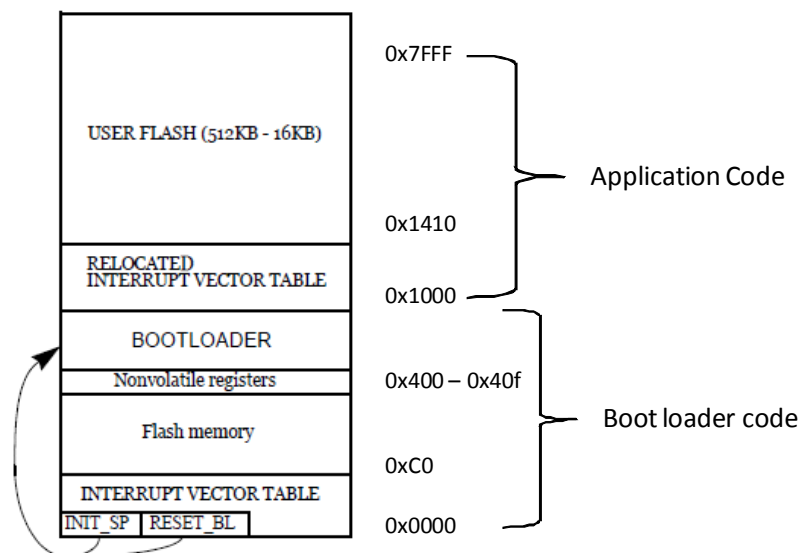 0x7FFF
USER FLASH (512KB - 16KB)
Application Code
0x1410
RELOCATED
INTERRUPT VECTOR TABLE
0x1000
BOOTLOADER
Nonvolatile registers
0x400 – 0x40f
Boot loader code
Flash memory
0xC0
INTERRUPT VECTOR TABLE
INIT_SP
RESET_BL
0x0000